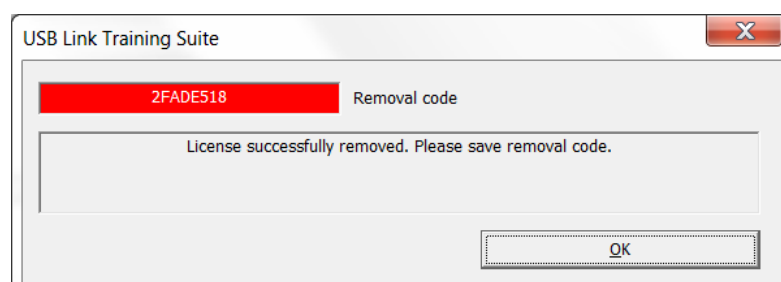 USB Link Training Suite
2FADE518 Removal code
License successfully removed. Please save removal code.
OK